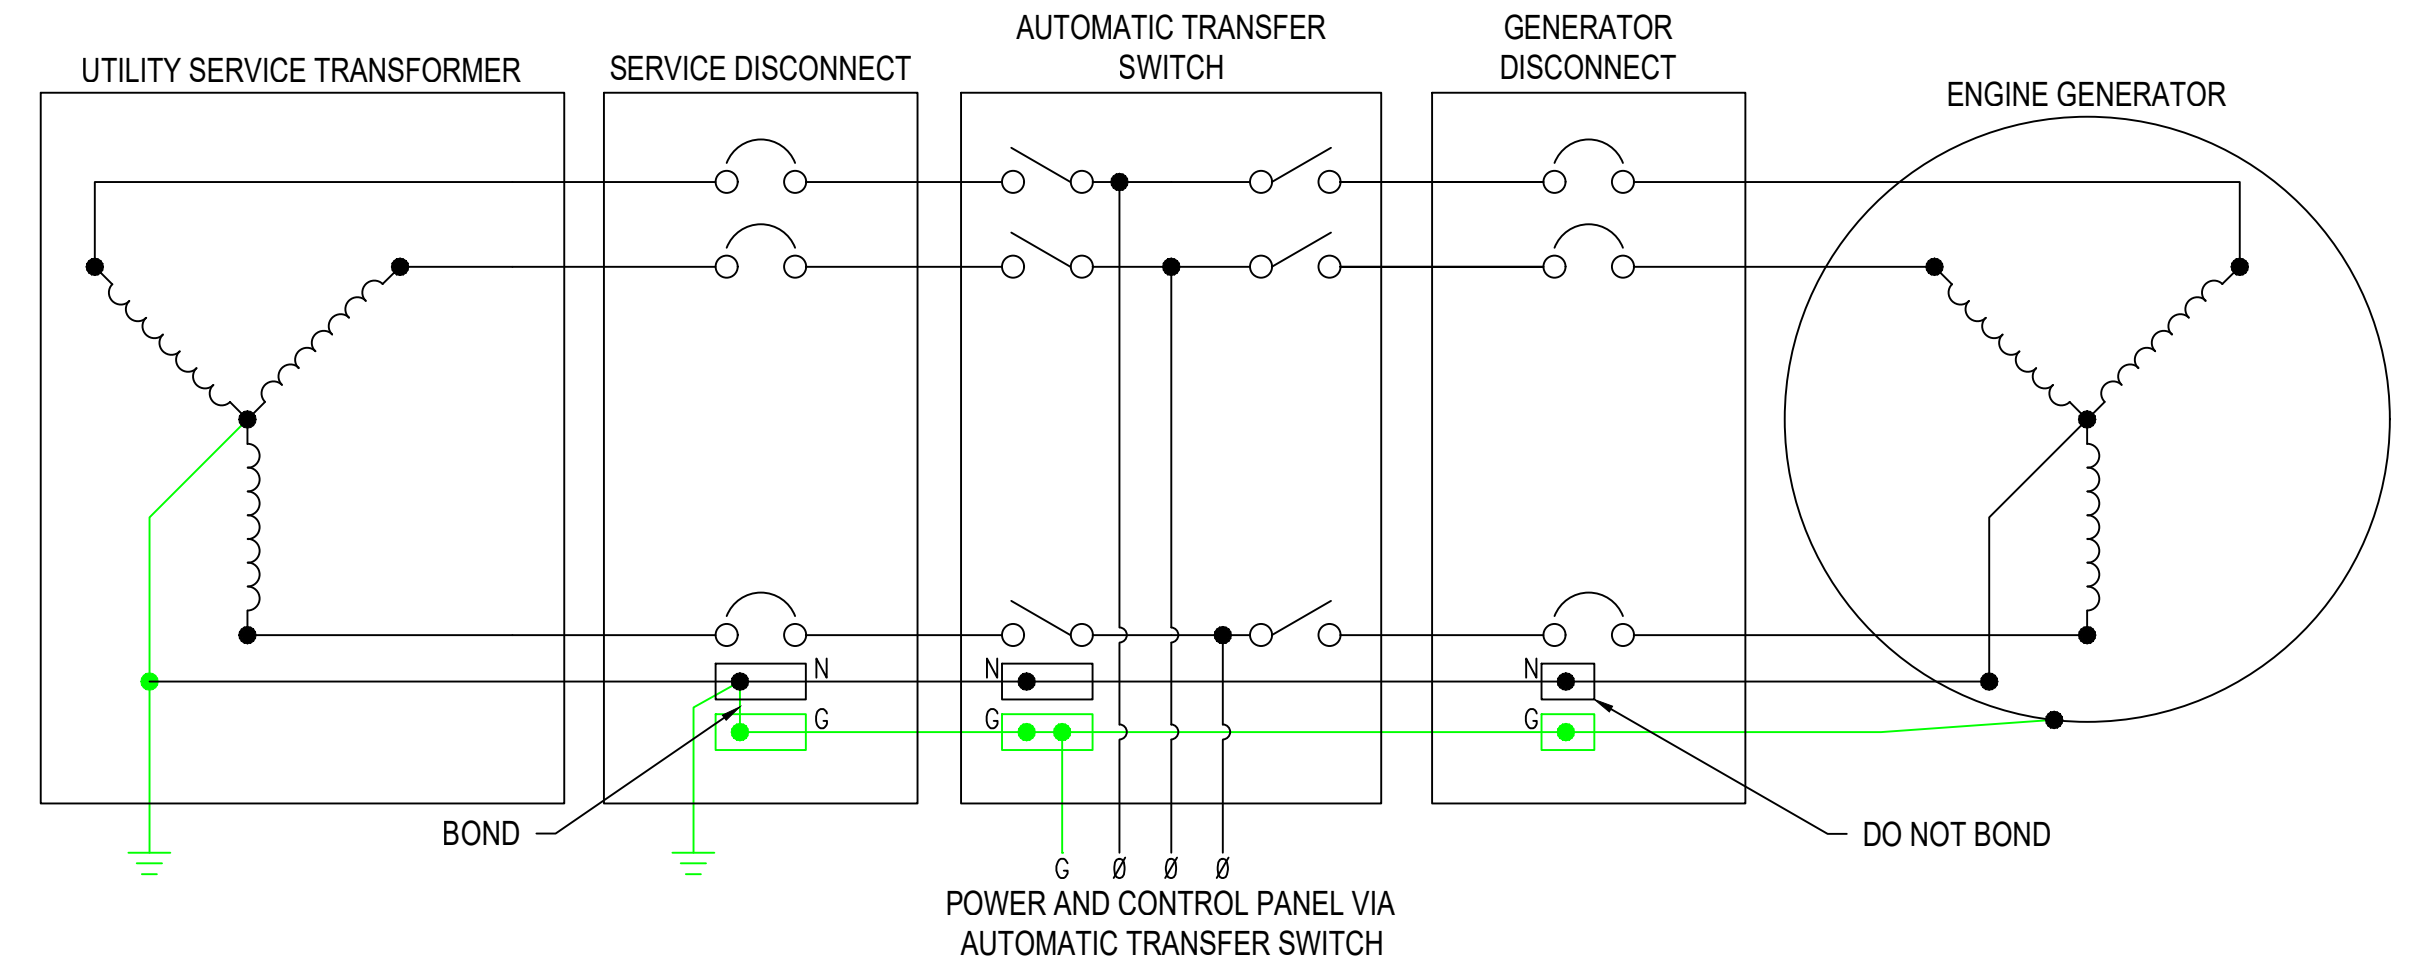 AUTOMATIC TRANSFER
SWITCH
GENERATOR
DISCONNECT
UTILITY SERVICE TRANSFORMER
SERVICE DISCONNECT
ENGINE GENERATOR
N
N
N
G
G
G
BOND
DO NOT BOND
G Ø Ø Ø
POWER AND CONTROL PANEL VIA
AUTOMATIC TRANSFER SWITCH